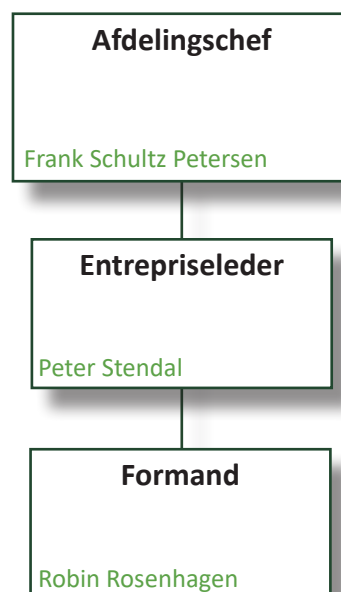 Afdelingschef
Frank Schultz Petersen
Entrepriseleder
Peter Stendal
Formand
Robin Rosenhagen